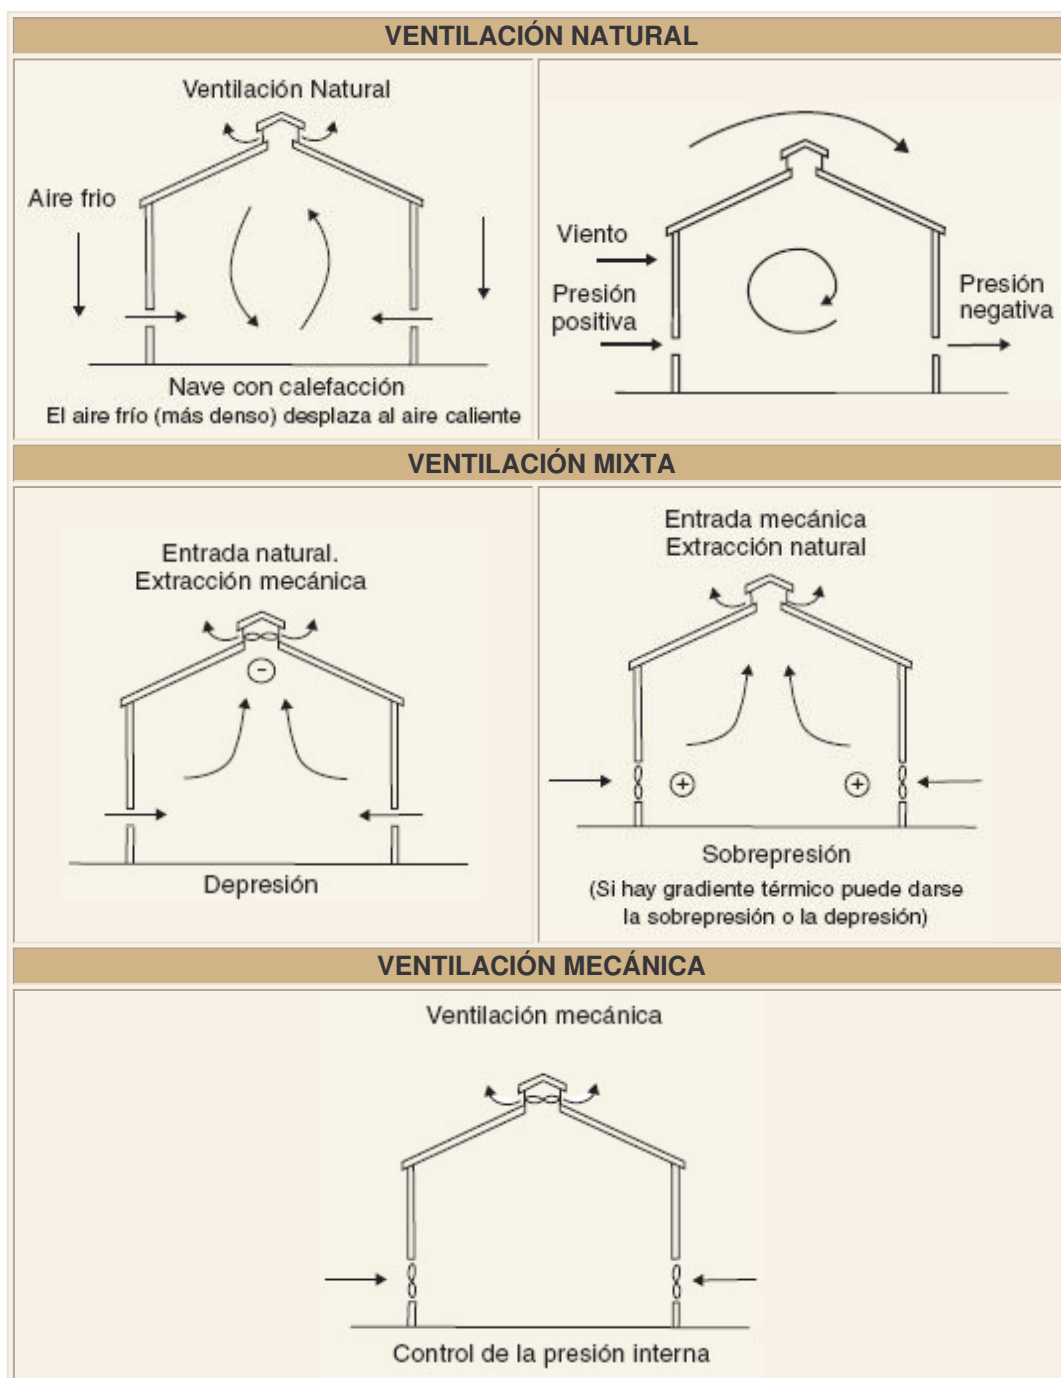 VENTILACIÓN NATURAL
Ventilación Natural
Aire frio
Nave con calefacción
El aire frío (más denso) desplaza al aire caliente
Viento
Presión
positiva
Presión
negativa
VENTILACIÓN MIXTA
Entrada natural.
Extracción mecánica
-
Depresión
Entrada mecánica
Extracción natural
+
+
Sobrepresión
(Si hay gradiente térmico puede darse
la sobrepresión o la depresión)
VENTILACIÓN MECÁNICA
Ventilación mecánica
Control de la presión interna